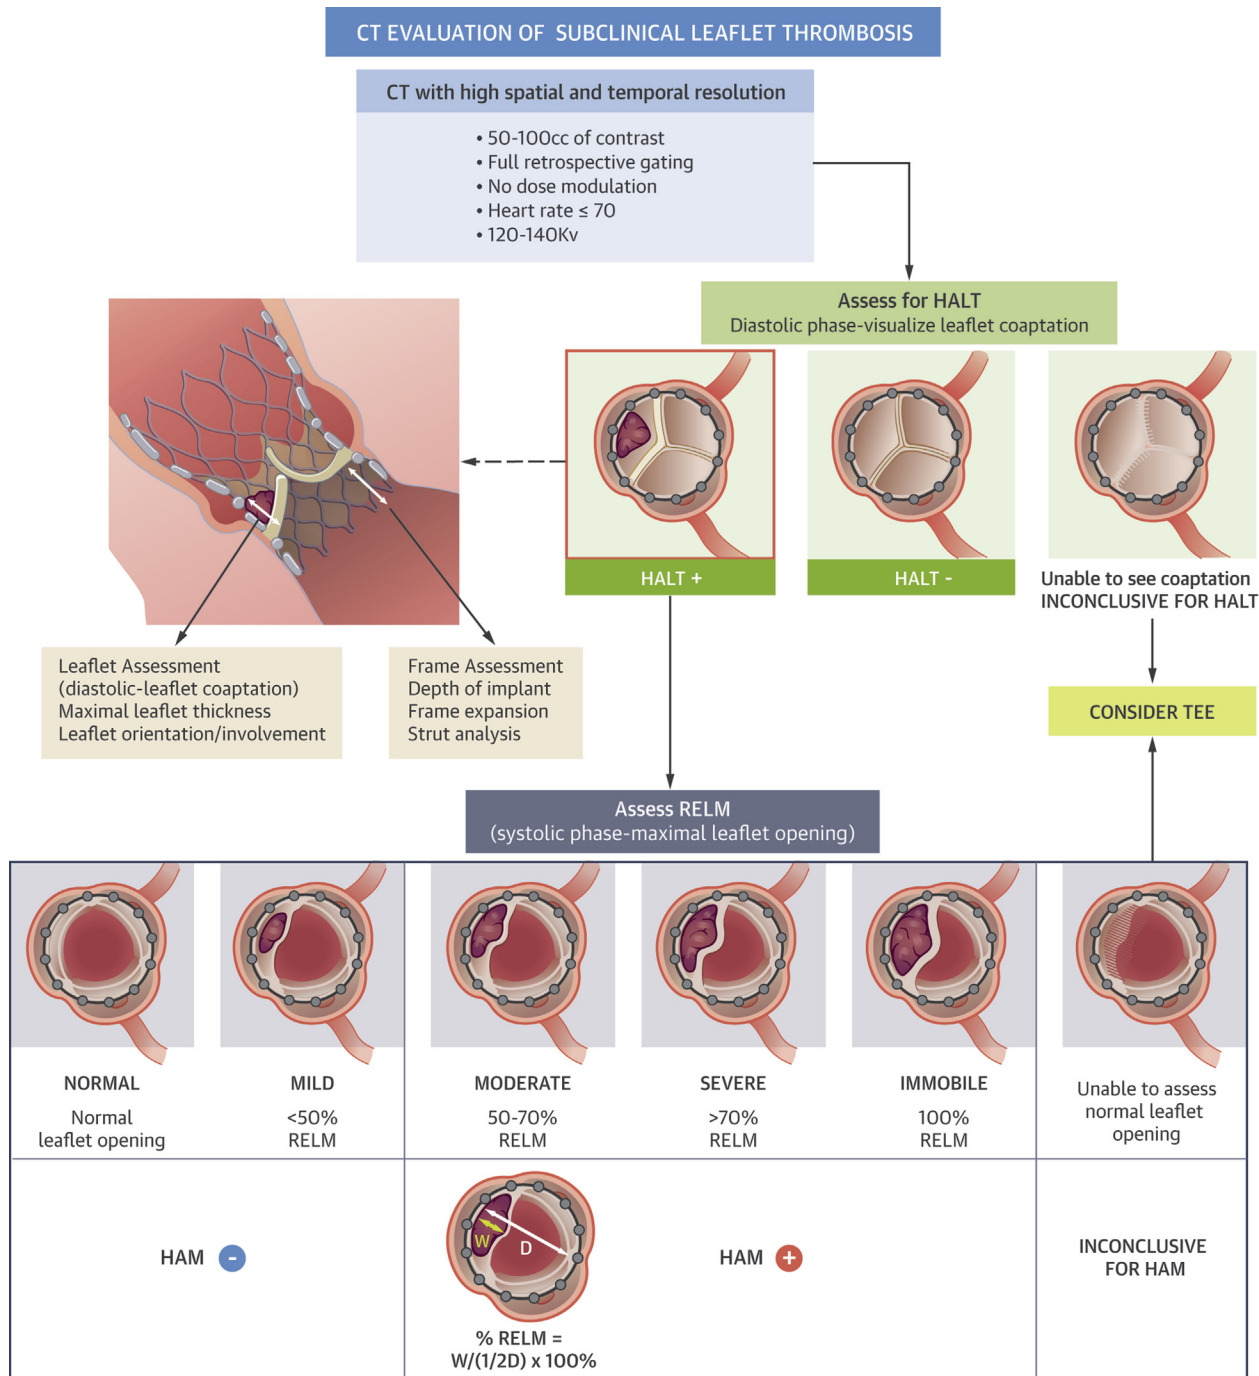 CT EVALUATION OF SUBCLINICAL LEAFLET THROMBOSIS
CT with high spatial and temporal resolution
• 50-100cc of contrast
• Full retrospective gating
• No dose modulation
• Heart rate ≤ 70
• 120-140Kv
Assess for HALT
Diastolic phase-visualize leaflet coaptation
HALT +
HALT -
Unable to see coaptation
INCONCLUSIVE FOR HALT
Leaflet Assessment
(diastolic-leaflet coaptation)
Maximal leaflet thickness
Leaflet orientation/involvement
Frame Assessment
Depth of implant
Frame expansion
Strut analysis
CONSIDER TEE
Assess RELM
(systolic phase-maximal leaflet opening)
NORMAL
Normal
leaflet opening
MILD
<50%
RELM
MODERATE
50-70%
RELM
SEVERE
>70%
RELM
IMMOBILE
100%
RELM
Unable to assess
normal leaflet
opening
HAM -
W
D
% RELM =
W/(1/2D) x 100%
HAM +
INCONCLUSIVE
FOR HAM